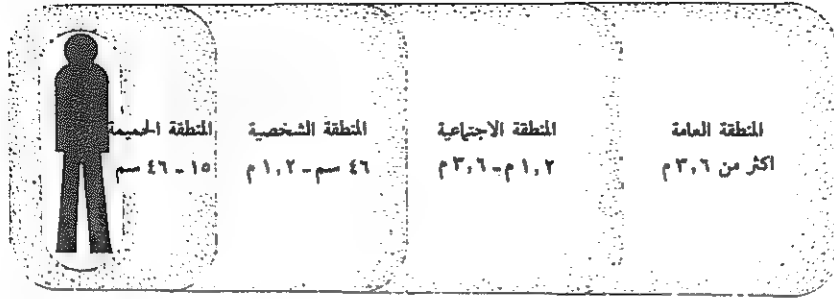 المنطقة الحميمة
١٥ - ٤٦ سم
المنطقة الشخصية
٤٦ سم - ١,٢ م
المنطقة الاجتماعية
١,٢ م - ٣,٦ م
المنطقة العامة
اكثر من ٣,٦ م